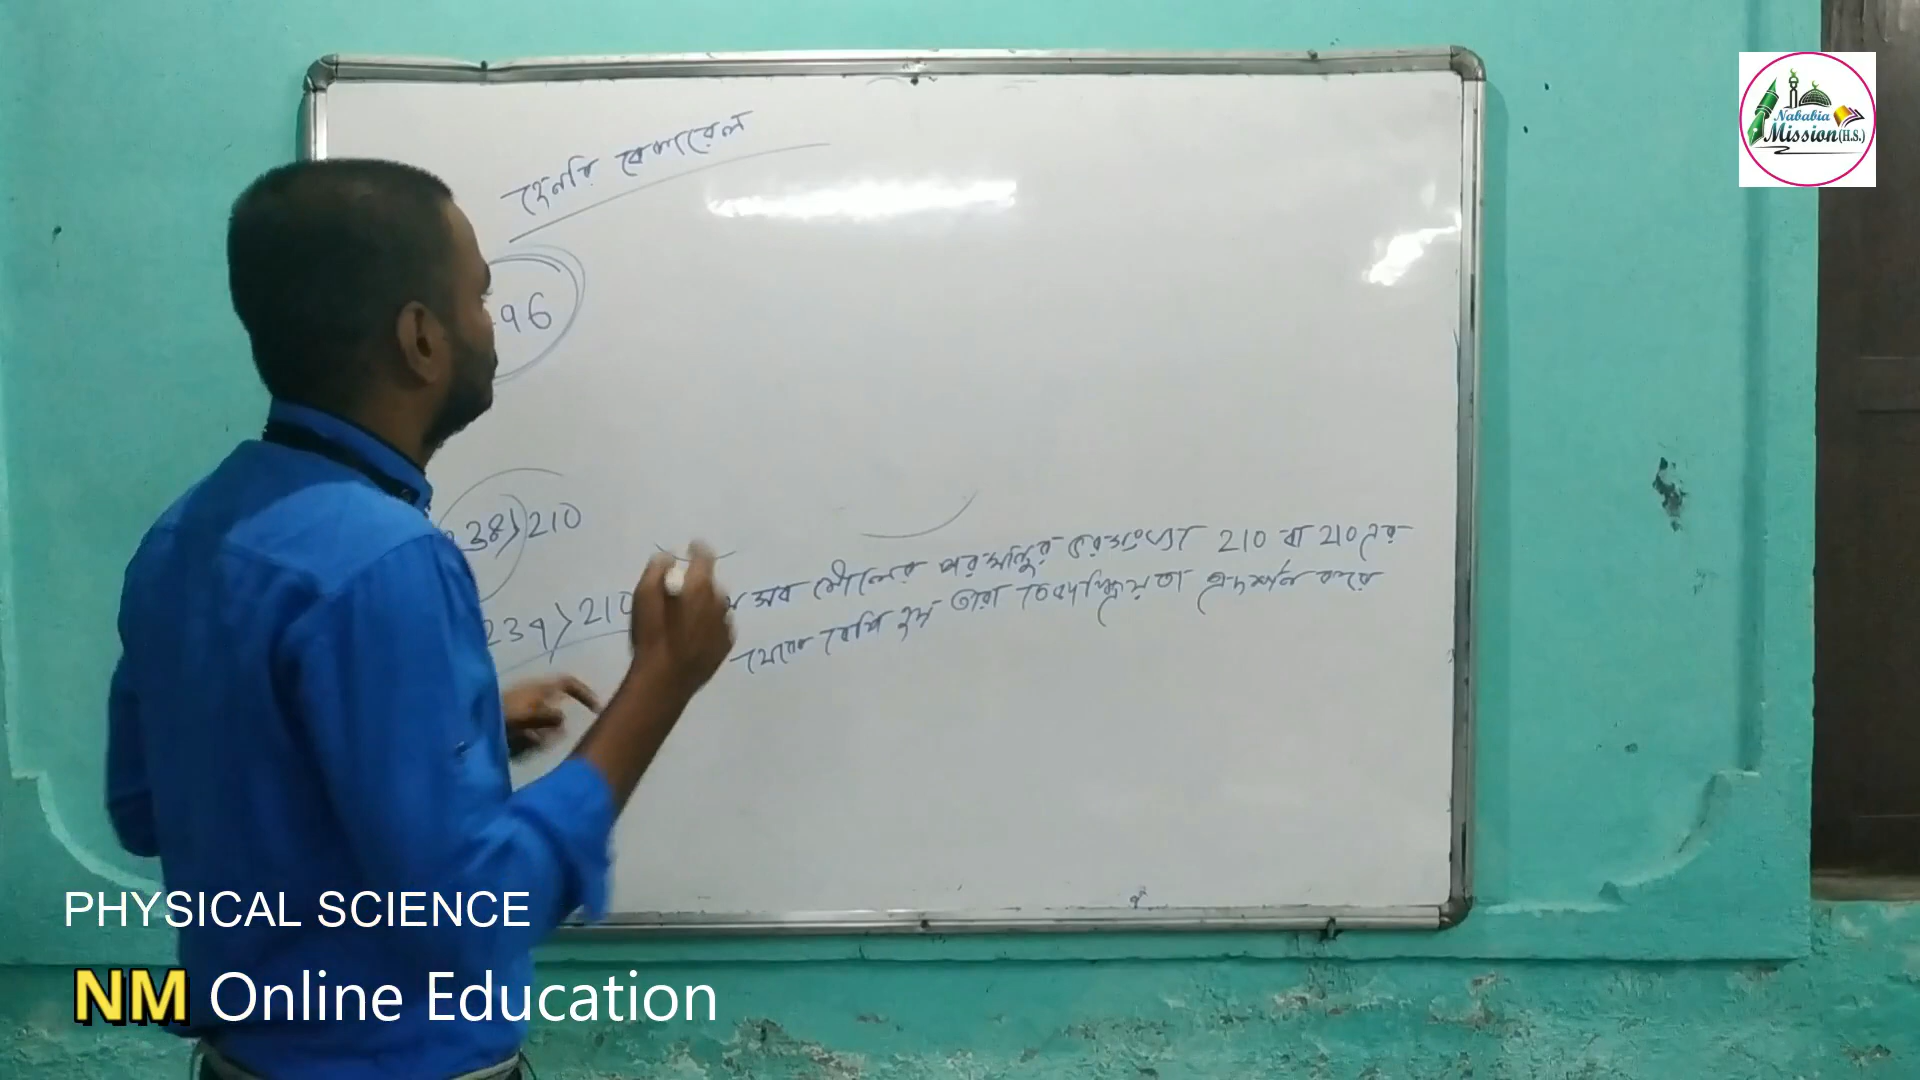 হেনরি বেকারেল
96
238 > 210
234 > 210
সব মৌলের পরমানুর ভরসংখ্যা 210 বা 210 এর
থেকে বেশি হয় তারা তেজস্ক্রিয়তা প্রদর্শন করে
Nababia
Mission (H.S.)
PHYSICAL SCIENCE
NM Online Education